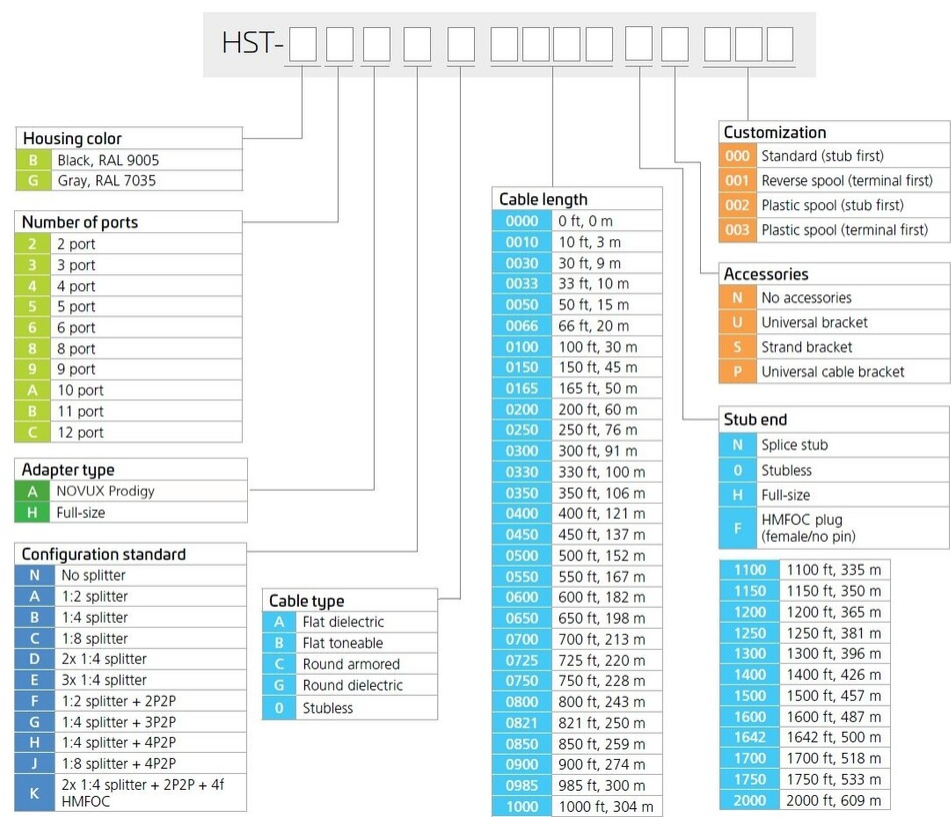 HST-
Housing color
B Black, RAL 9005
G Gray, RAL 7035
Number of ports
2 2 port
3 3 port
4 4 port
5 5 port
6 6 port
8 8 port
9 9 port
A 10 port
B 11 port
C 12 port
Adapter type
A NOVUX Prodigy
H Full-size
Configuration standard
N No splitter
A 1:2 splitter
B 1:4 splitter
C 1:8 splitter
D 2x 1:4 splitter
E 3x 1:4 splitter
F 1:2 splitter + 2P2P
G 1:4 splitter + 3P2P
H 1:4 splitter + 4P2P
J 1:8 splitter + 4P2P
K 2x 1:4 splitter + 2P2P + 4f
HMFOC
Cable type
A Flat dielectric
B Flat toneable
C Round armored
G Round dielectric
0 Stubless
Cable length
0000 0 ft, 0 m
0010 10 ft, 3 m
0030 30 ft, 9 m
0033 33 ft, 10 m
0050 50 ft, 15 m
0066 66 ft, 20 m
0100 100 ft, 30 m
0150 150 ft, 45 m
0165 165 ft, 50 m
0200 200 ft, 60 m
0250 250 ft, 76 m
0300 300 ft, 91 m
0330 330 ft, 100 m
0350 350 ft, 106 m
0400 400 ft, 121 m
0450 450 ft, 137 m
0500 500 ft, 152 m
0550 550 ft, 167 m
0600 600 ft, 182 m
0650 650 ft, 198 m
0700 700 ft, 213 m
0725 725 ft, 220 m
0750 750 ft, 228 m
0800 800 ft, 243 m
0821 821 ft, 250 m
0850 850 ft, 259 m
0900 900 ft, 274 m
0985 985 ft, 300 m
1000 1000 ft, 304 m
Customization
000 Standard (stub first)
001 Reverse spool (terminal first)
002 Plastic spool (stub first)
003 Plastic spool (terminal first)
Accessories
N No accessories
U Universal bracket
S Strand bracket
P Universal cable bracket
Stub end
N Splice stub
0 Stubless
H Full-size
F HMFOC plug
(female/no pin)
1100 1100 ft, 335 m
1150 1150 ft, 350 m
1200 1200 ft, 365 m
1250 1250 ft, 381 m
1300 1300 ft, 396 m
1400 1400 ft, 426 m
1500 1500 ft, 457 m
1600 1600 ft, 487 m
1642 1642 ft, 500 m
1700 1700 ft, 518 m
1750 1750 ft, 533 m
2000 2000 ft, 609 m